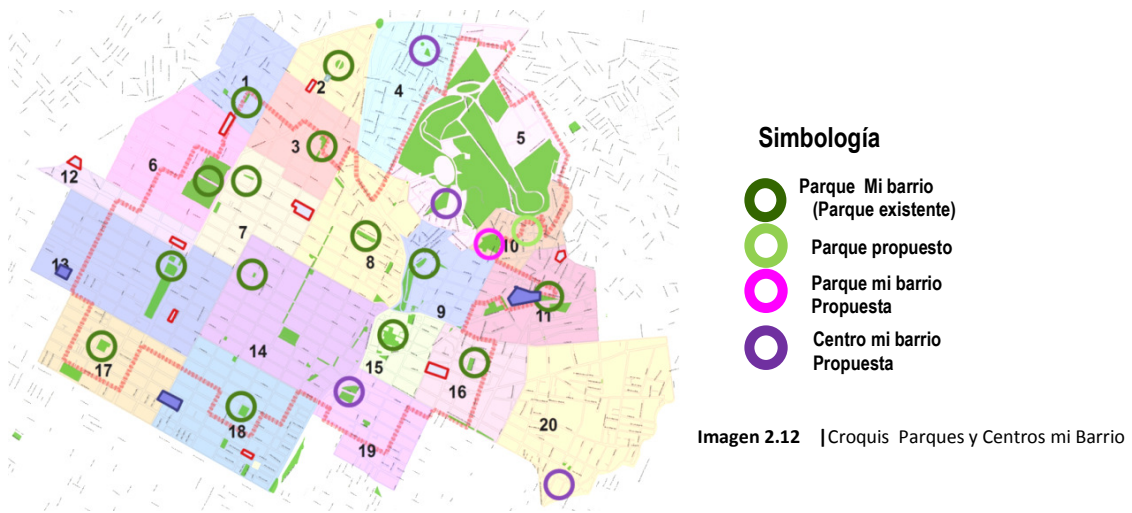 1
2
3
4
5
6
7
8
9
10
11
12
13
14
15
16
17
18
19
20
Simbología
Parque Mi barrio
(Parque existente)
Parque propuesto
Parque mi barrio
Propuesta
Centro mi barrio
Propuesta
Imagen 2.12 |Croquis Parques y Centros mi Barrio